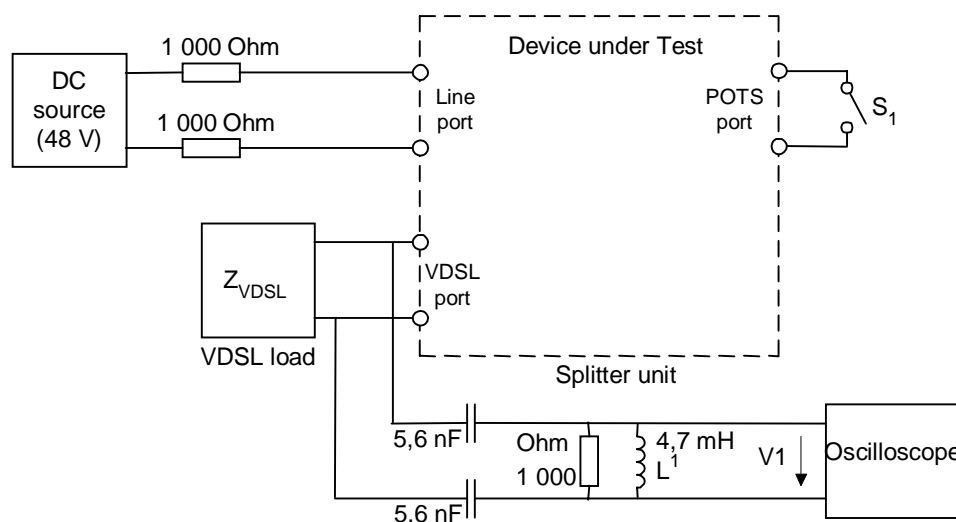 1 000 Ohm
DC
source
(48 V)
1 000 Ohm
Device under Test
Line
port
POTS
port
S1
ZVDSL
VDSL load
VDSL
port
Splitter unit
5,6 nF
Ohm
1 000
4,7 mH
L1
V1
Oscilloscope
5,6 nF